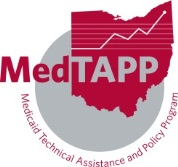 MedTAPP
Medicaid Technical Assistance and Policy Program